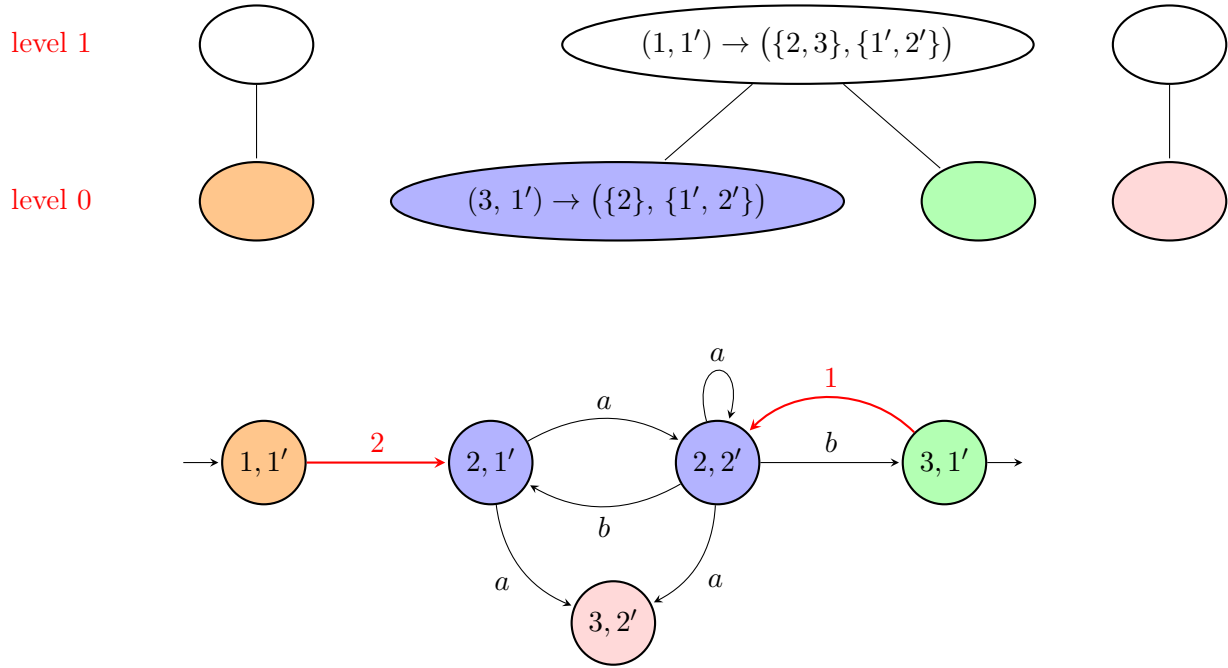 level 1
(1, 1′) → ({2, 3}, {1′, 2′})
level 0
(3, 1′) → ({2}, {1′, 2′})
a
1
a
2
b
1, 1′
2, 1′
2, 2′
3, 1′
b
a
a
3, 2′